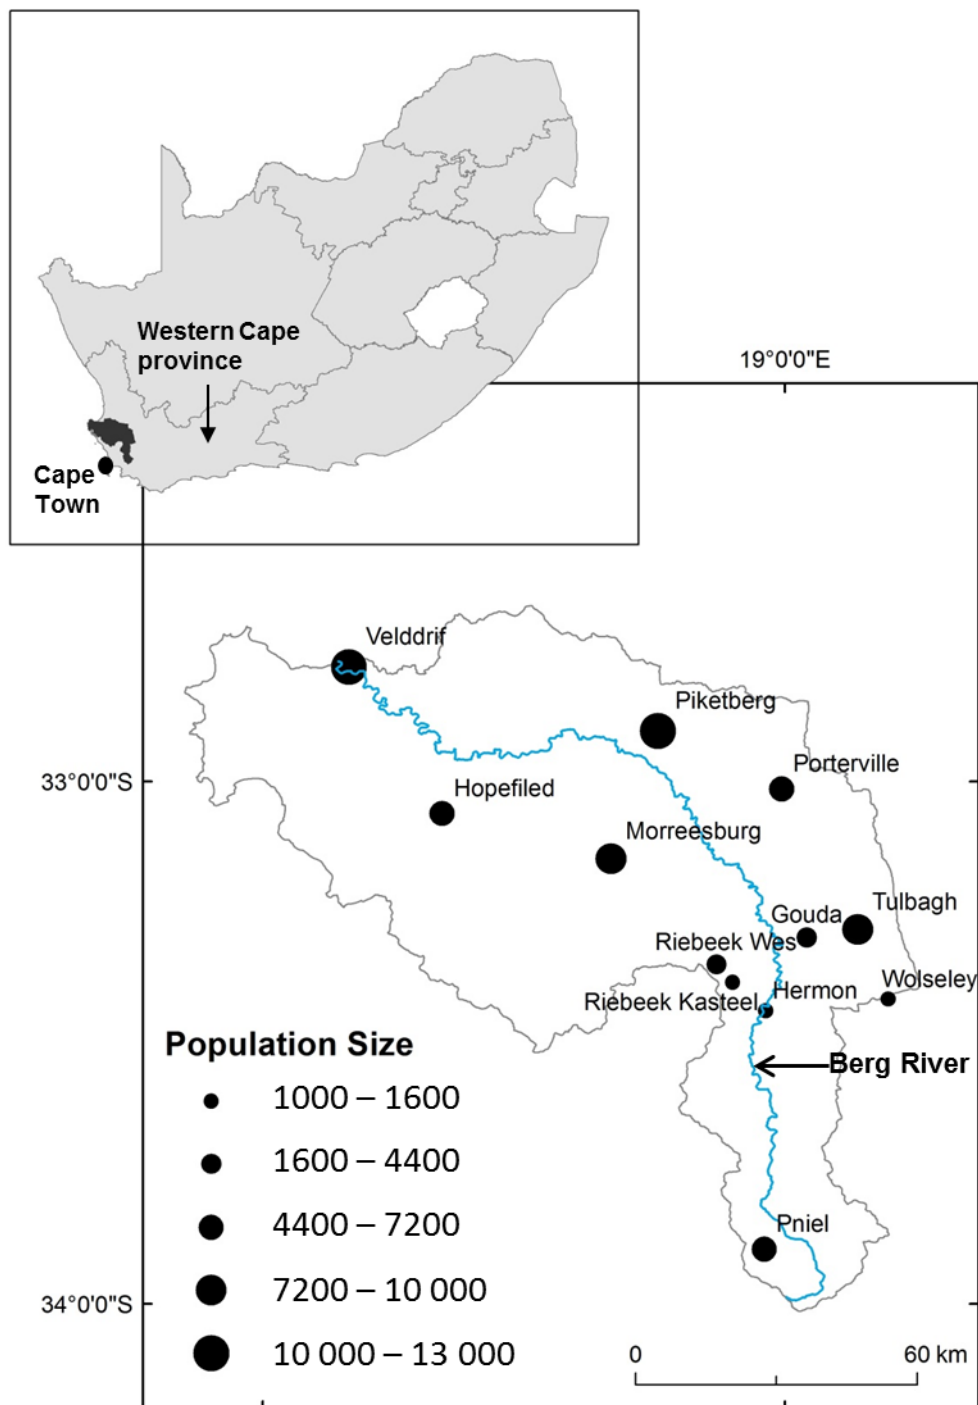 Western Cape
province
Cape
Town
19°0'0"E
Velddrif
Piketberg
33°0'0"S
Porterville
Hopefiled
Morreesburg
Tulbagh
Gouda
Riebeek Wes
Wolseley
Riebeek Kasteel
Hermon
Population Size
Berg River
1000 – 1600
1600 – 4400
4400 – 7200
Pniel
7200 – 10 000
34°0'0"S
10 000 – 13 000
0 60 km